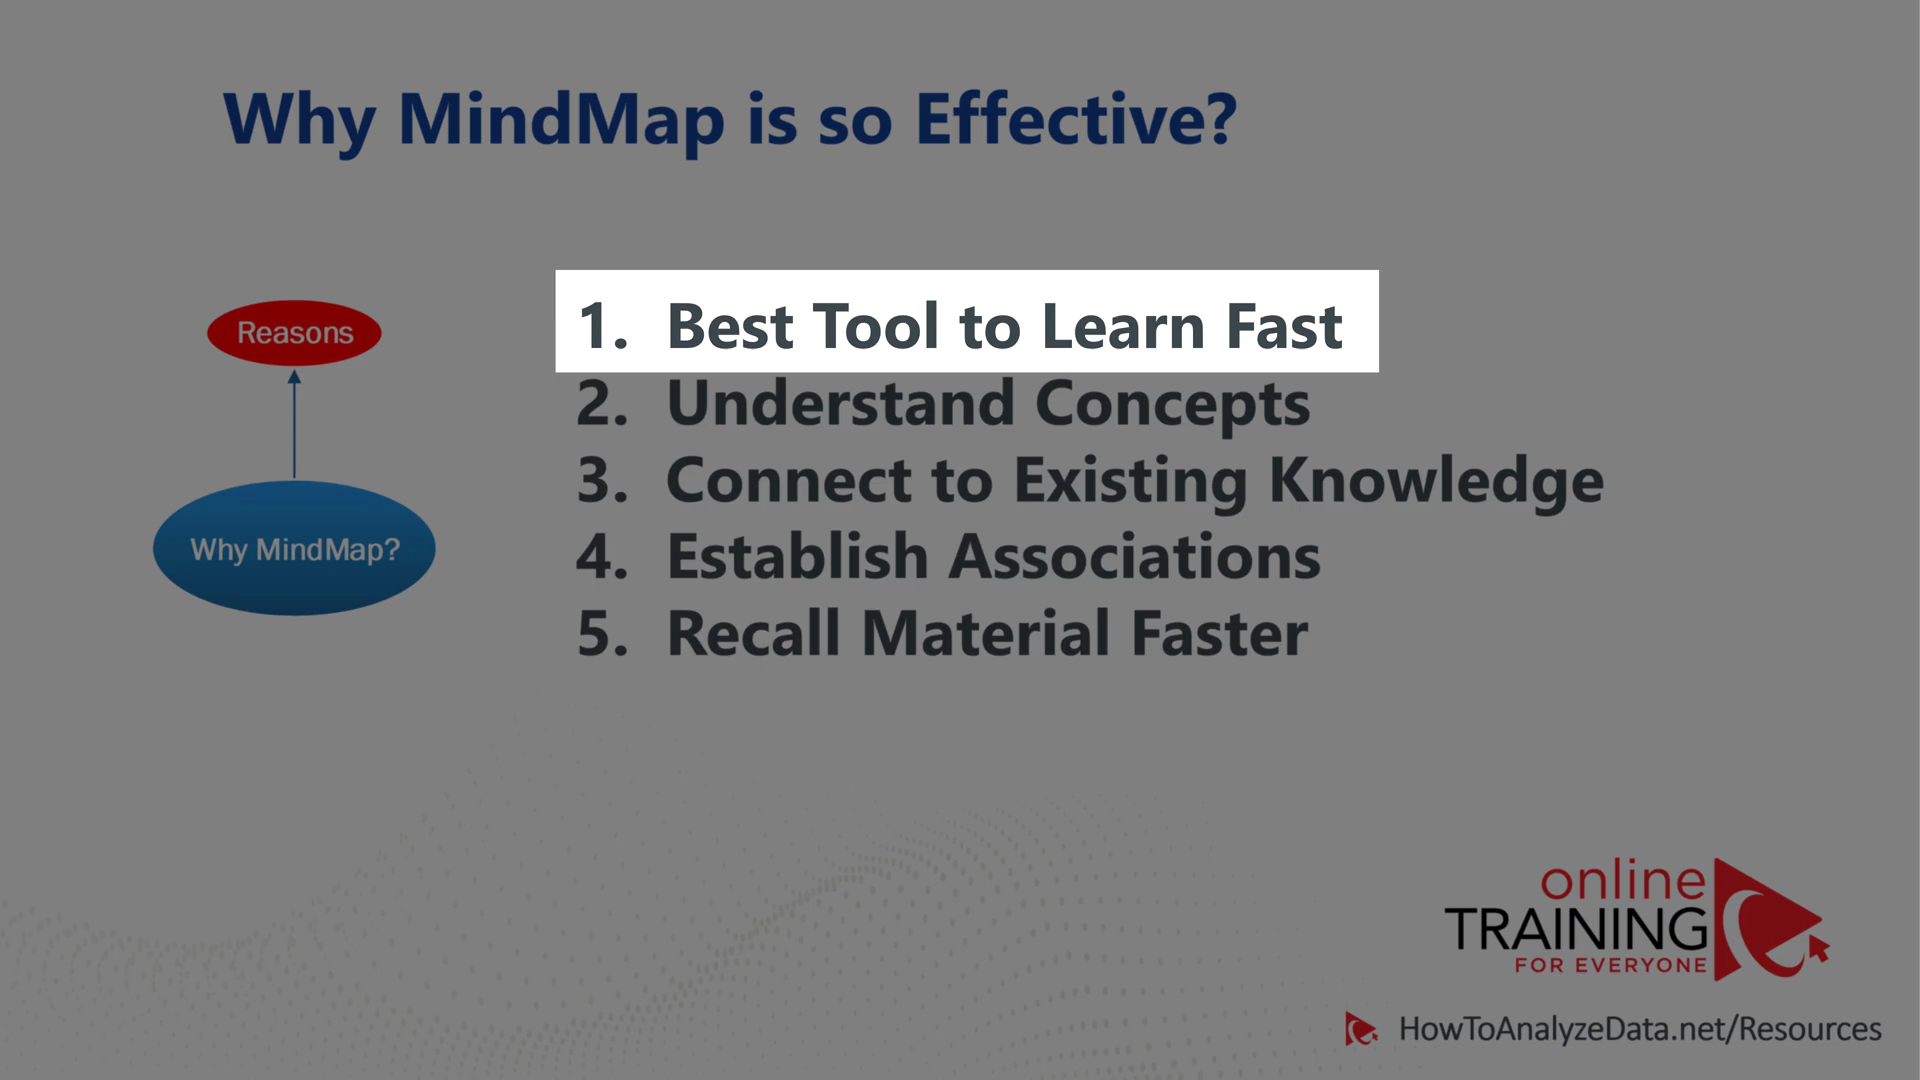 Why MindMap is so Effective?
Reasons
Why MindMap?
1. Best Tool to Learn Fast
2. Understand Concepts
3. Connect to Existing Knowledge
4. Establish Associations
5. Recall Material Faster
online
TRAINING
FOR EVERYONE
HowToAnalyzeData.net/Resources